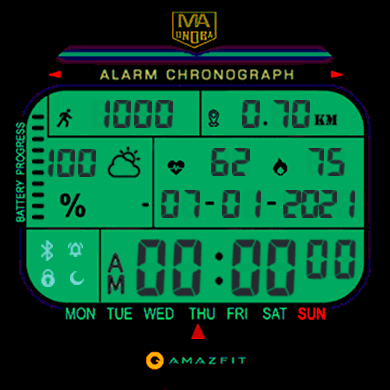 MA
ONOBA
ALARM CHRONOGRAPH
1000 0.70 KM
BATTERY PROGRESS
100 62 75
% - 07-01-2021
AM 00:00 00
MON TUE WED THU FRI SAT SUN
AMAZFIT